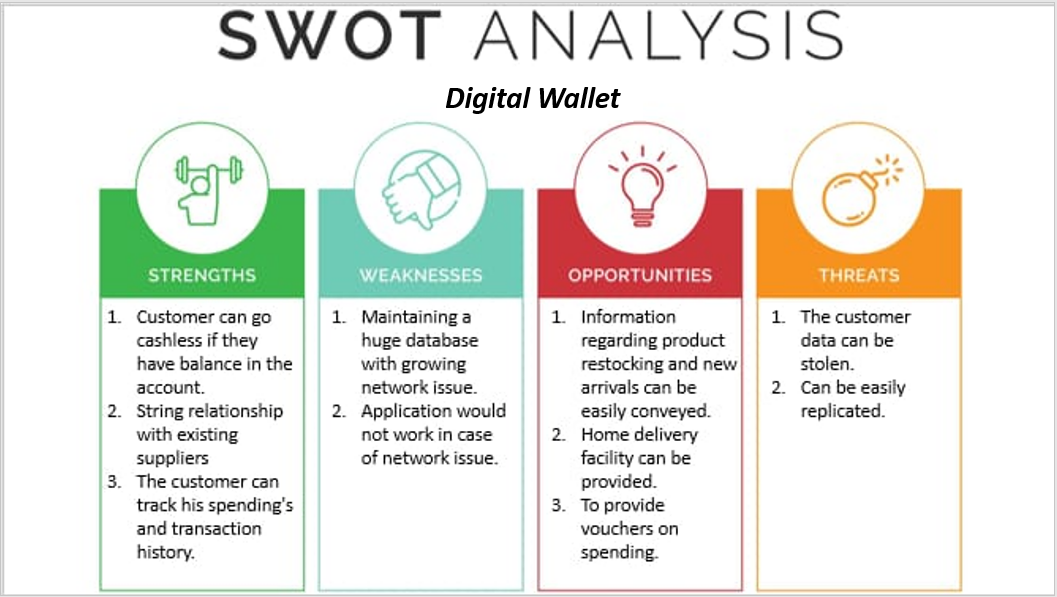 SWOT ANALYSIS
Digital Wallet
STRENGTHS
1. Customer can go
cashless if they
have balance in the
account.
2. String relationship
with existing
suppliers
3. The customer can
track his spending's
and transaction
history.
WEAKNESSES
1. Maintaining a
huge database
with growing
network issue.
2. Application would
not work in case
of network issue.
OPPORTUNITIES
1. Information
regarding product
restocking and new
arrivals can be
easily conveyed.
2. Home delivery
facility can be
provided.
3. To provide
vouchers on
spending.
THREATS
1. The customer
data can be
stolen.
2. Can be easily
replicated.